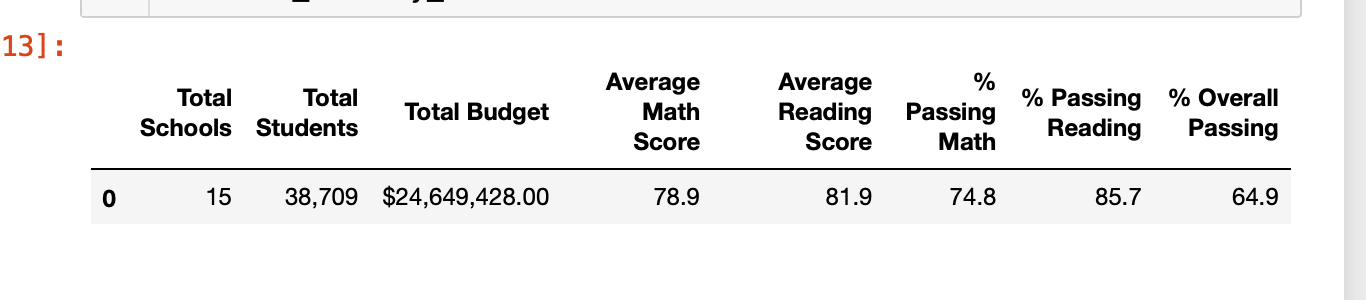 13]:
Total Schools Total Students Total Budget Average Math Score Average Reading Score % Passing Math % Passing Reading % Overall Passing
0 15 38,709 $24,649,428.00 78.9 81.9 74.8 85.7 64.9